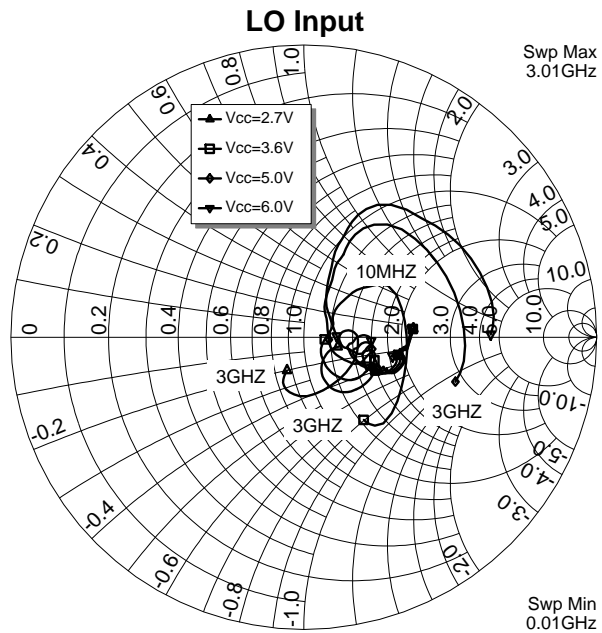 LO Input
Swp Max
3.01GHz
1.0
0.8
0.6
0.4
0.2
2.0
3.0
4.0
5.0
10.0
Vcc=2.7V
Vcc=3.6V
Vcc=5.0V
Vcc=6.0V
10MHZ
0
0.2
0.4
0.6
0.8
1.0
2.0
3.0
4.0
5.0
10.0
3GHZ
3GHZ
3GHZ
-10.0
-5.0
-4.0
-3.0
-2.0
-1.0
-0.8
-0.6
-0.4
-0.2
Swp Min
0.01GHz